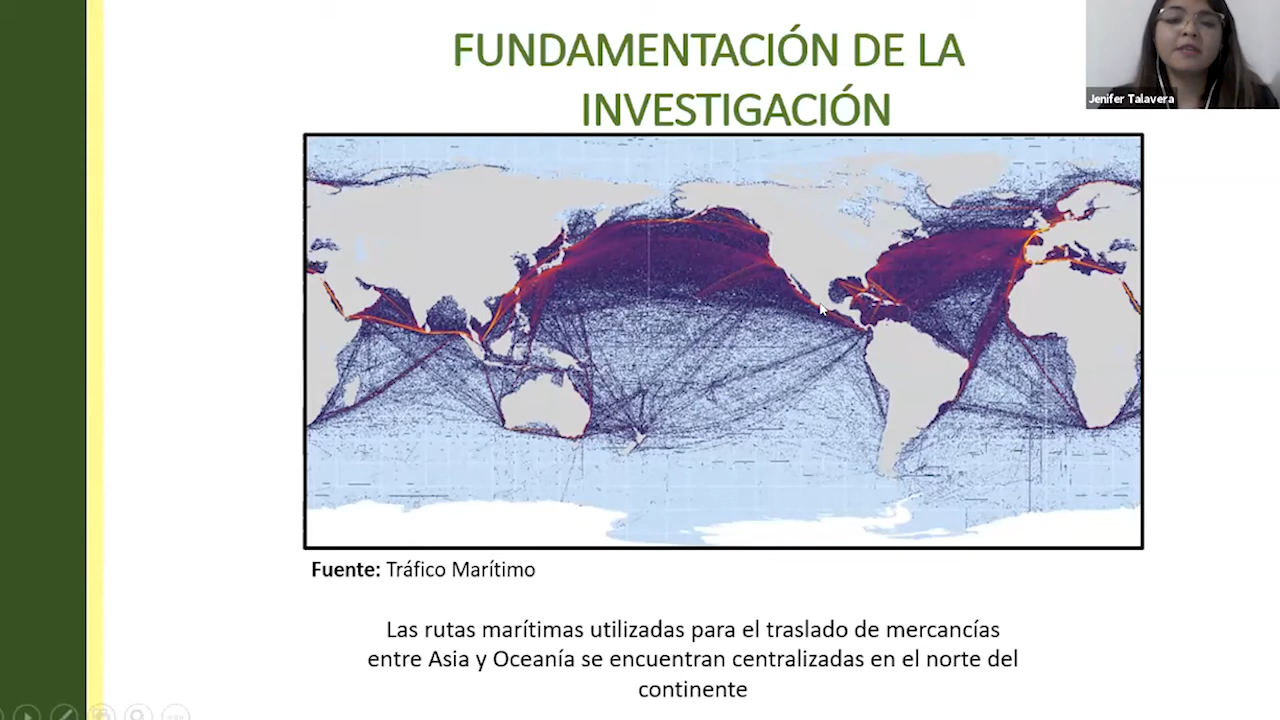 FUNDAMENTACIÓN DE LA
INVESTIGACIÓN
Jenifer Talavera
Fuente: Tráfico Marítimo
Las rutas marítimas utilizadas para el traslado de mercancías
entre Asia y Oceanía se encuentran centralizadas en el norte del
continente